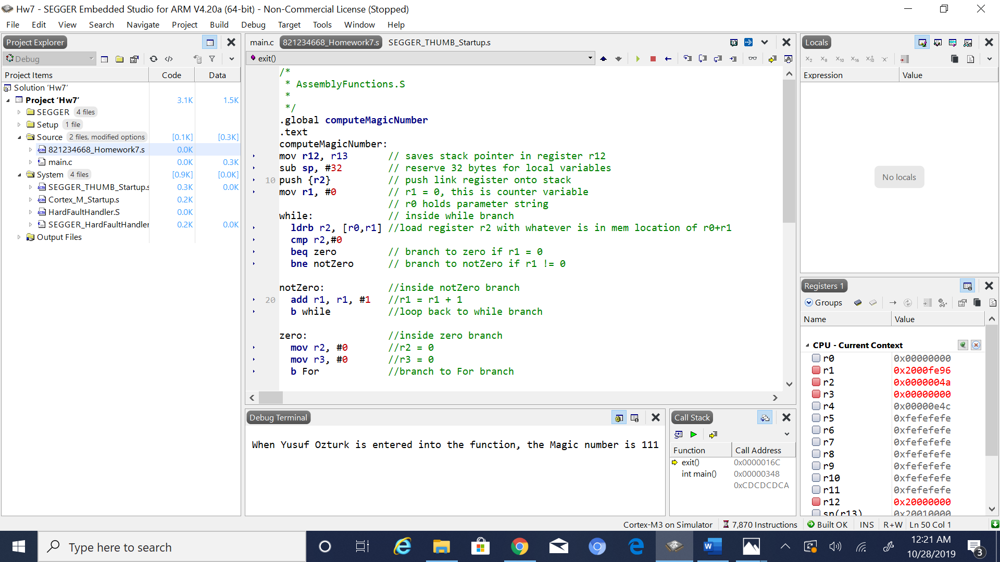 Hw7 - SEGGER Embedded Studio for ARM V4.20a (64-bit) - Non-Commercial License (Stopped)
File Edit View Search Navigate Project Build Debug Target Tools Window Help
Project Explorer
Debug
Project Items Code Data
Solution ‘Hw7’
Project ‘Hw7’ 3.1K 1.5K
SEGGER 4 files
Setup 1 file
Source 2 files, modified options [0.1K] [0.3K]
821234668_Homework7.s 0.0K
main.c 0.0K 0.3K
System 4 files [0.9K] [0.0K]
SEGGER_THUMB_Startup.s 0.3K 0.0K
Cortex_M_Startup.s 0.2K
HardFaultHandler.S 0.0K
SEGGER_HardFaultHandler 0.2K 0.0K
Output Files
main.c 821234668_Homework7.s SEGGER_THUMB_Startup.s
exit()
/*
* AssemblyFunctions.S
*
*/
.global computeMagicNumber
.text
computeMagicNumber:
mov r12, r13 // saves stack pointer in register r12
sub sp, #32 // reserve 32 bytes for local variables
10 push {r2} // push link register onto stack
mov r1, #0 // r1 = 0, this is counter variable
// r0 holds parameter string
while: // inside while branch
ldrb r2, [r0,r1] //load register r2 with whatever is in mem location of r0+r1
cmp r2,#0
beq zero // branch to zero if r1 = 0
bne notZero // branch to notZero if r1 != 0
notZero: //inside notZero branch
20 add r1, r1, #1 //r1 = r1 + 1
b while //loop back to while branch
zero: //inside zero branch
mov r2, #0 //r2 = 0
mov r3, #0 //r3 = 0
b For //branch to For branch
Debug Terminal
When Yusuf Ozturk is entered into the function, the Magic number is 111
Call Stack
Function Call Address
exit() 0x0000016C
int main() 0x00000348
0xCDCDCDCA
Locals
x2 x8 x10 x16 x±10 'x'
Expression Value
No locals
Registers 1
Groups
Name Value
CPU - Current Context
r0 0x00000000
r1 0x2000fe96
r2 0x0000004a
r3 0x00000000
r4 0x00000e4c
r5 0xfefefefe
r6 0xfefefefe
r7 0xfefefefe
r8 0xfefefefe
r9 0xfefefefe
r10 0xfefefefe
r11 0xfefefefe
r12 0x20000000
sp(r13) 0x20010000
Cortex-M3 on Simulator 7,870 Instructions Built OK INS R+W Ln 50 Col 1
Type here to search
12:21 AM
10/28/2019
3